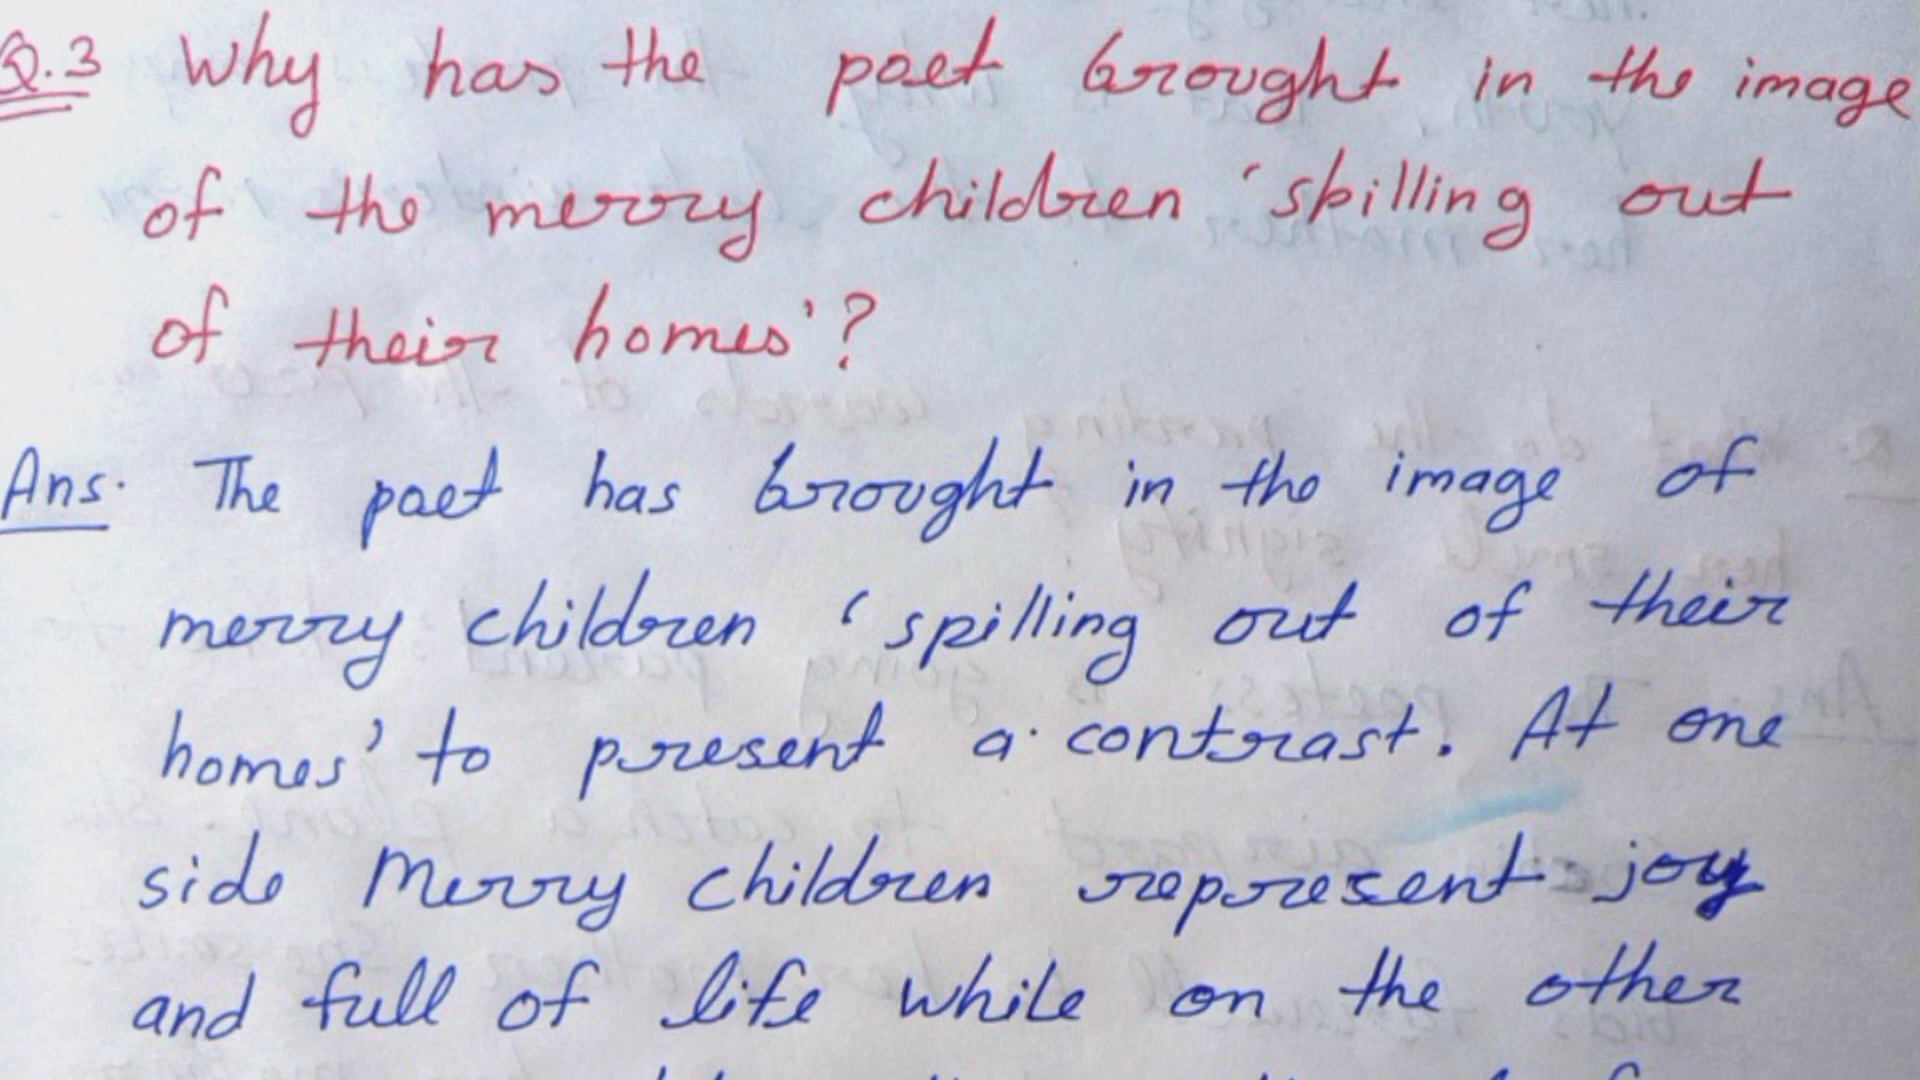 Q.3 Why has the poet brought in the image
of the merry children 'spilling out
of their homes'?
Ans. The poet has brought in the image of
merry children 'spilling out of their
homes' to present a contrast. At one
side Merry children represent joy
and full of life while on the other